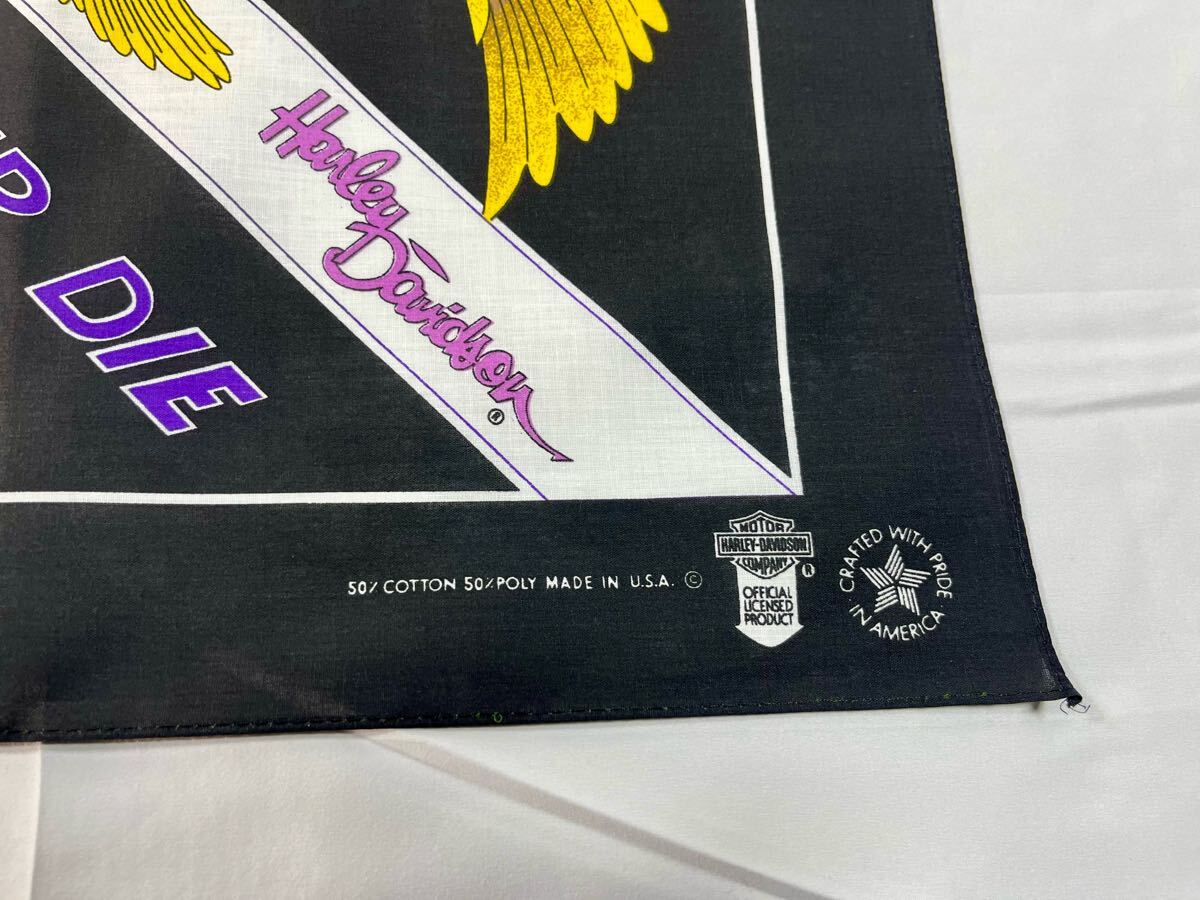 DIE
Harley
Davidson
®
50% COTTON 50% POLY MADE IN U.S.A. ©
MOTOR
HARLEY-DAVIDSON
COMPANY
®
OFFICIAL
LICENSED
PRODUCT
CRAFTED WITH PRIDE
IN AMERICA